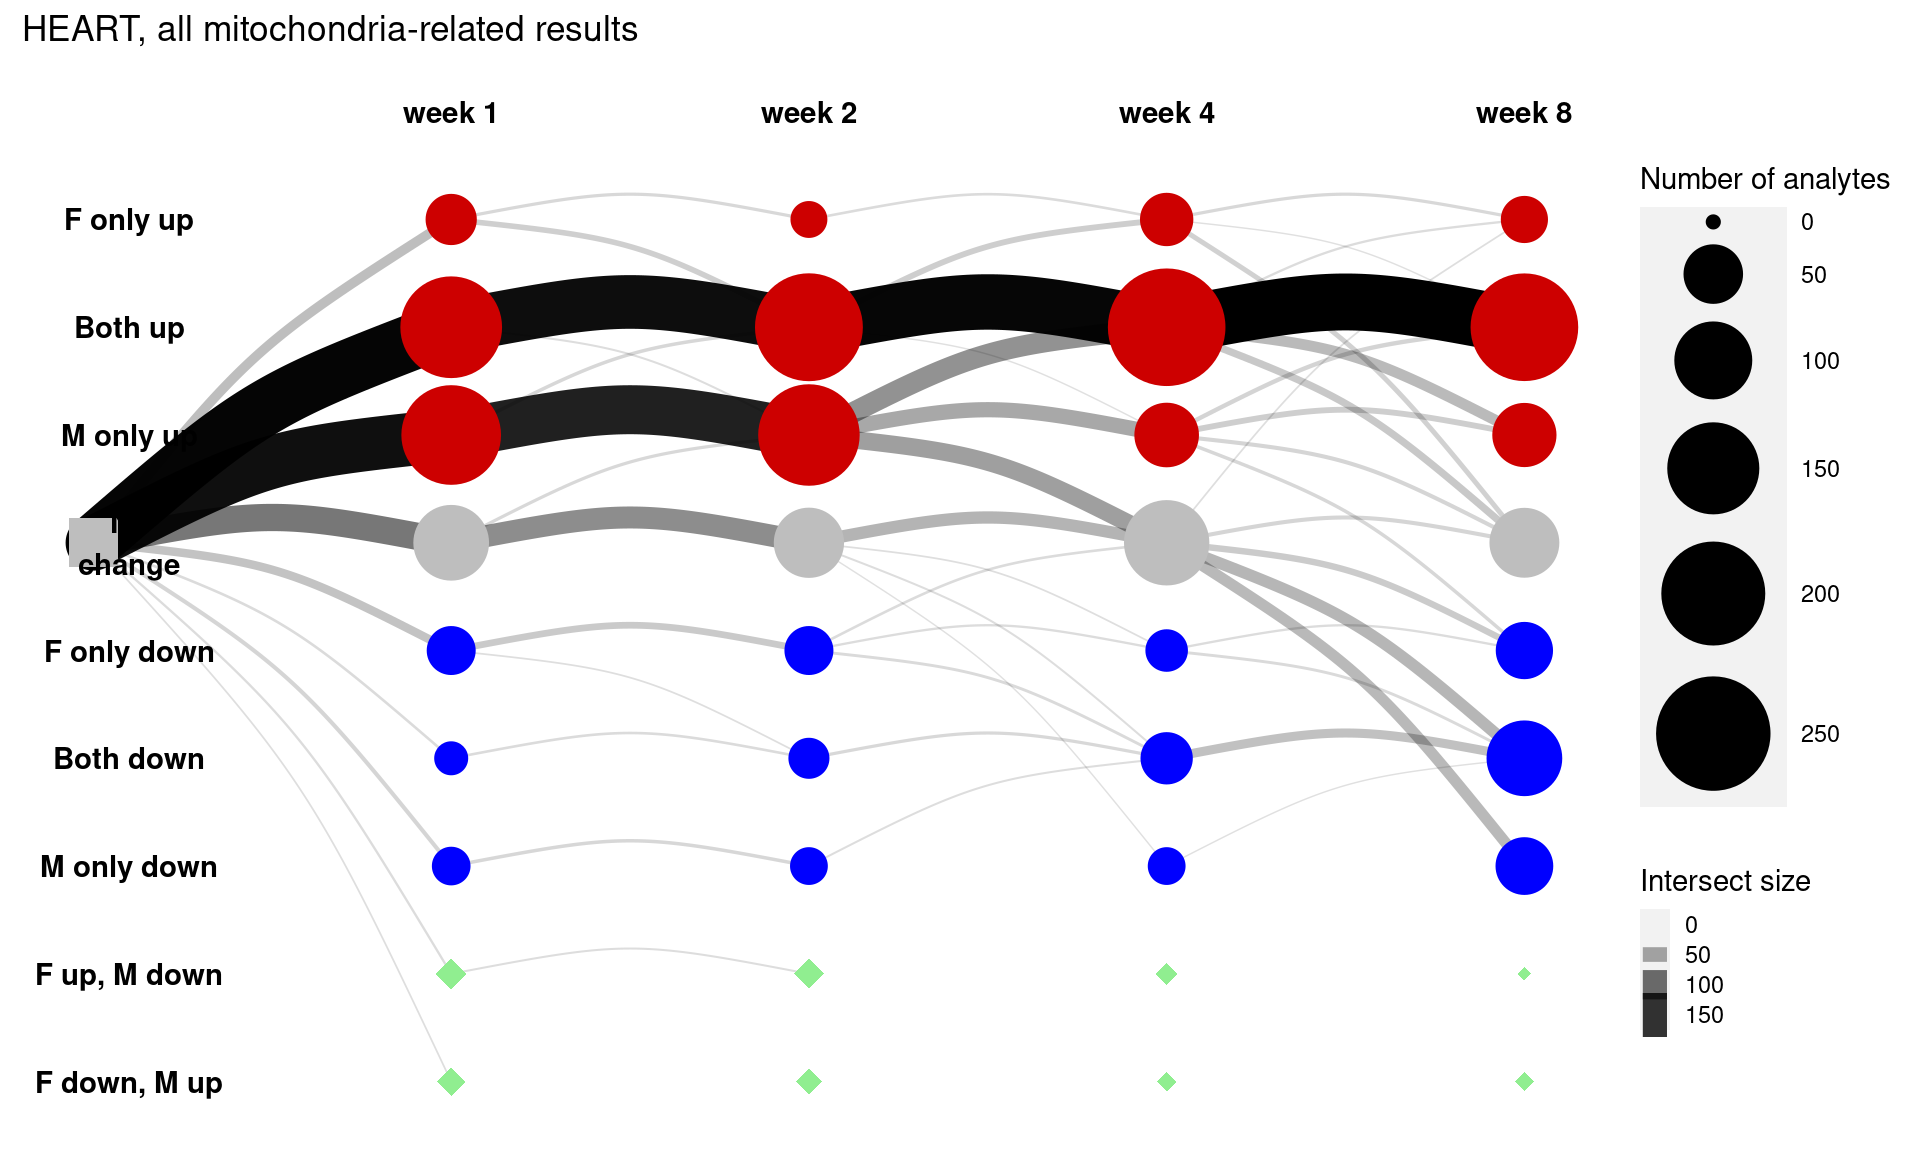 HEART, all mitochondria-related results
week 1
week 2
week 4
week 8
F only up
Both up
M only up
change
F only down
Both down
M only down
F up, M down
F down, M up
Number of analytes
0
50
100
150
200
250
Intersect size
0
50
100
150